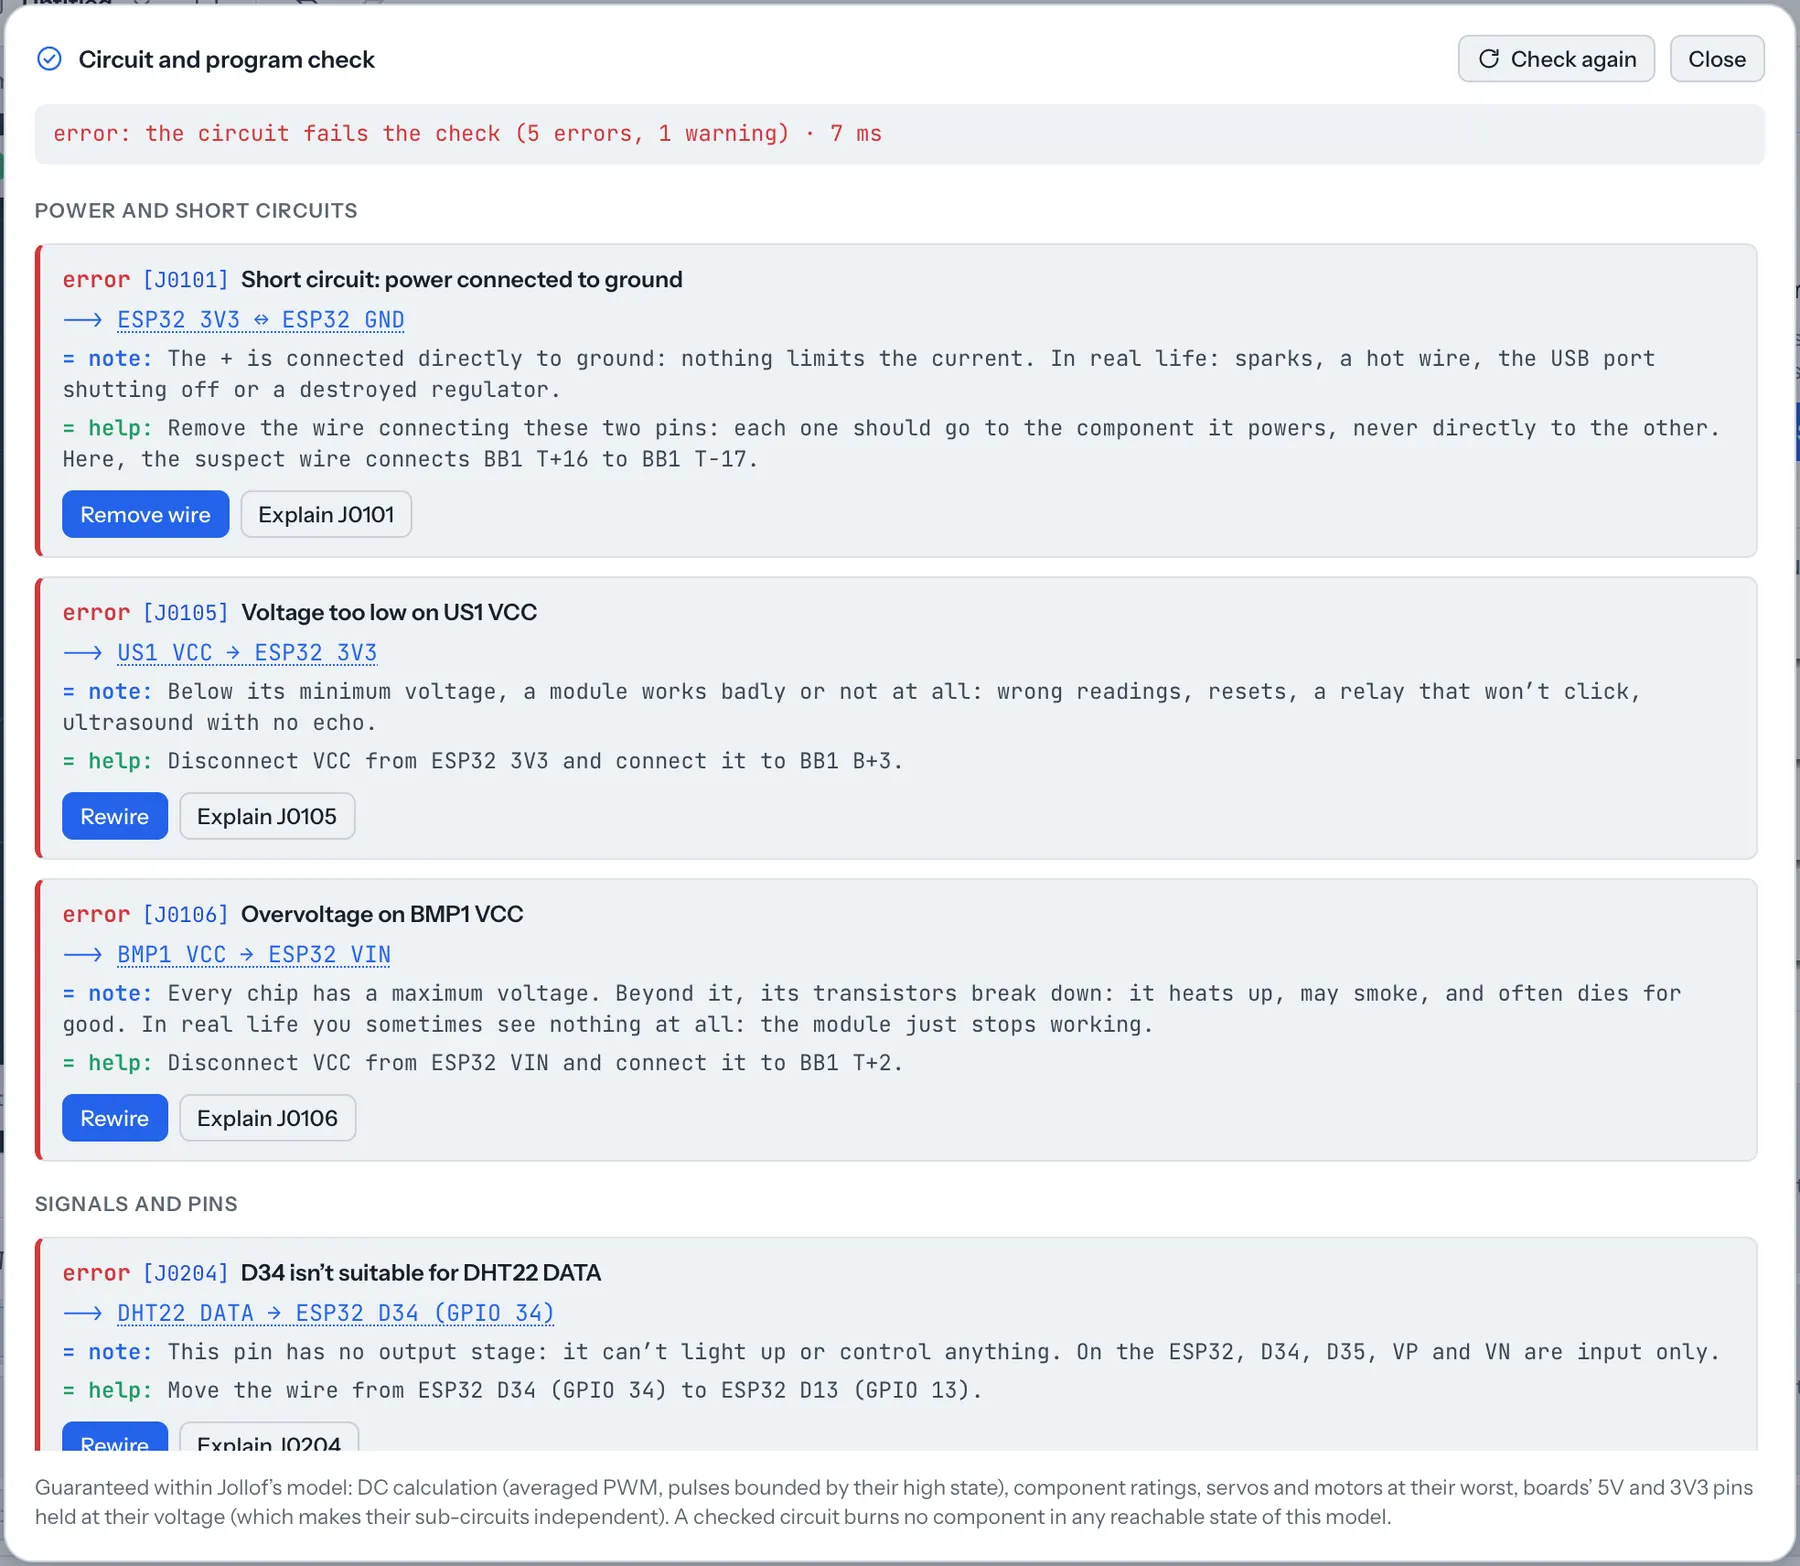 Circuit and program check
Check again
Close
error: the circuit fails the check (5 errors, 1 warning) · 7 ms
POWER AND SHORT CIRCUITS
error [J0101] Short circuit: power connected to ground
⟶ ESP32 3V3 ↔ ESP32 GND
= note: The + is connected directly to ground: nothing limits the current. In real life: sparks, a hot wire, the USB port
shutting off or a destroyed regulator.
= help: Remove the wire connecting these two pins: each one should go to the component it powers, never directly to the other.
Here, the suspect wire connects BB1 T+16 to BB1 T-17.
Remove wire
Explain J0101
error [J0105] Voltage too low on US1 VCC
⟶ US1 VCC → ESP32 3V3
= note: Below its minimum voltage, a module works badly or not at all: wrong readings, resets, a relay that won’t click,
ultrasound with no echo.
= help: Disconnect VCC from ESP32 3V3 and connect it to BB1 B+3.
Rewire
Explain J0105
error [J0106] Overvoltage on BMP1 VCC
⟶ BMP1 VCC → ESP32 VIN
= note: Every chip has a maximum voltage. Beyond it, its transistors break down: it heats up, may smoke, and often dies for
good. In real life you sometimes see nothing at all: the module just stops working.
= help: Disconnect VCC from ESP32 VIN and connect it to BB1 T+2.
Rewire
Explain J0106
SIGNALS AND PINS
error [J0204] D34 isn’t suitable for DHT22 DATA
⟶ DHT22 DATA → ESP32 D34 (GPIO 34)
= note: This pin has no output stage: it can’t light up or control anything. On the ESP32, D34, D35, VP and VN are input only.
= help: Move the wire from ESP32 D34 (GPIO 34) to ESP32 D13 (GPIO 13).
Rewire
Explain J0204
Guaranteed within Jollof’s model: DC calculation (averaged PWM, pulses bounded by their high state), component ratings, servos and motors at their worst, boards’ 5V and 3V3 pins
held at their voltage (which makes their sub-circuits independent). A checked circuit burns no component in any reachable state of this model.